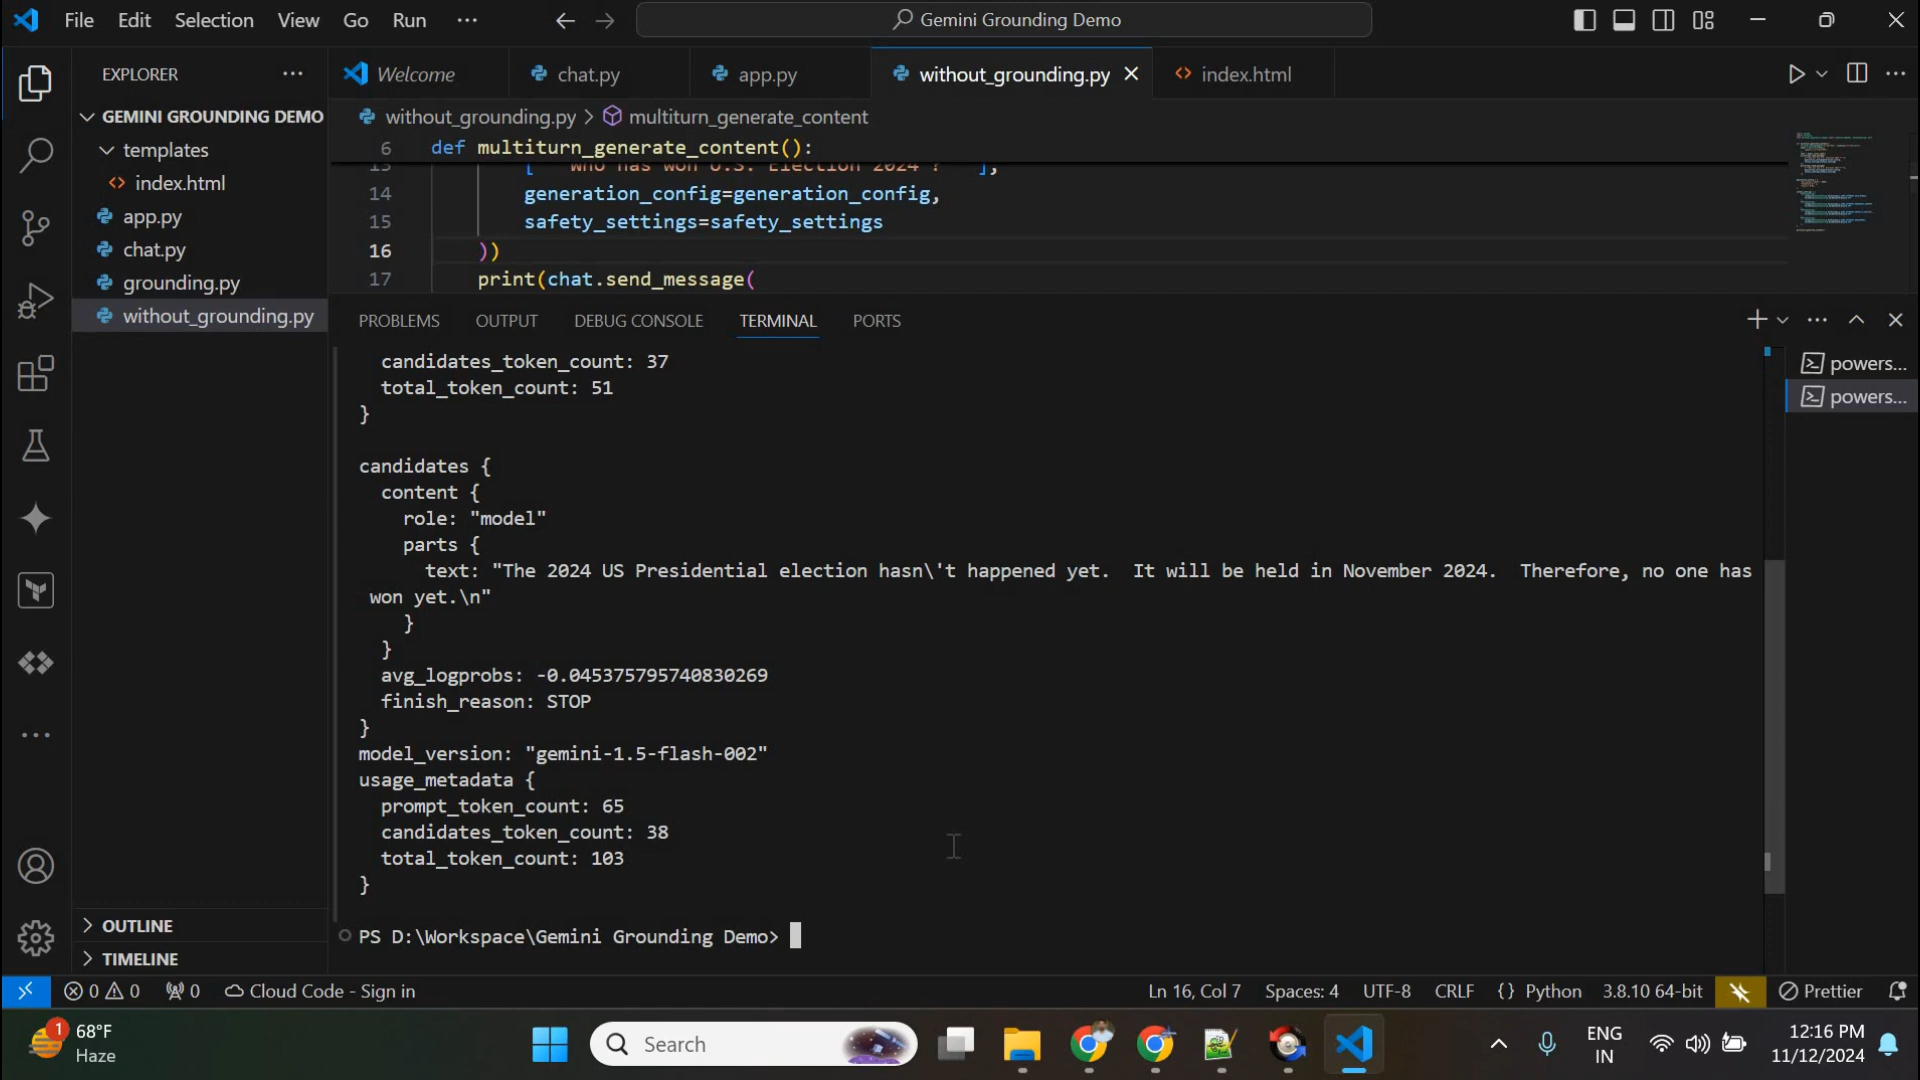 File Edit Selection View Go Run ··· Gemini Grounding Demo
EXPLORER ··· Welcome chat.py app.py without_grounding.py index.html
GEMINI GROUNDING DEMO
templates
index.html
app.py
chat.py
grounding.py
without_grounding.py
without_grounding.py > multiturn_generate_content
6 def multiturn_generate_content():
13 [" who has won U.S. Election 2024 ? "],
14 generation_config=generation_config,
15 safety_settings=safety_settings
16 ))
17 print(chat.send_message(
PROBLEMS OUTPUT DEBUG CONSOLE TERMINAL PORTS
powers...
powers...
candidates_token_count: 37
total_token_count: 51
}
candidates {
content {
role: "model"
parts {
text: "The 2024 US Presidential election hasn\'t happened yet.  It will be held in November 2024.  Therefore, no one has
won yet.\n"
}
}
avg_logprobs: -0.045375795740830269
finish_reason: STOP
}
model_version: "gemini-1.5-flash-002"
usage_metadata {
prompt_token_count: 65
candidates_token_count: 38
total_token_count: 103
}
PS D:\Workspace\Gemini Grounding Demo>
OUTLINE
TIMELINE
0 0 0 Cloud Code - Sign in Ln 16, Col 7 Spaces: 4 UTF-8 CRLF {} Python 3.8.10 64-bit Prettier
1 68°F
Haze
Search
ENG
IN
12:16 PM
11/12/2024